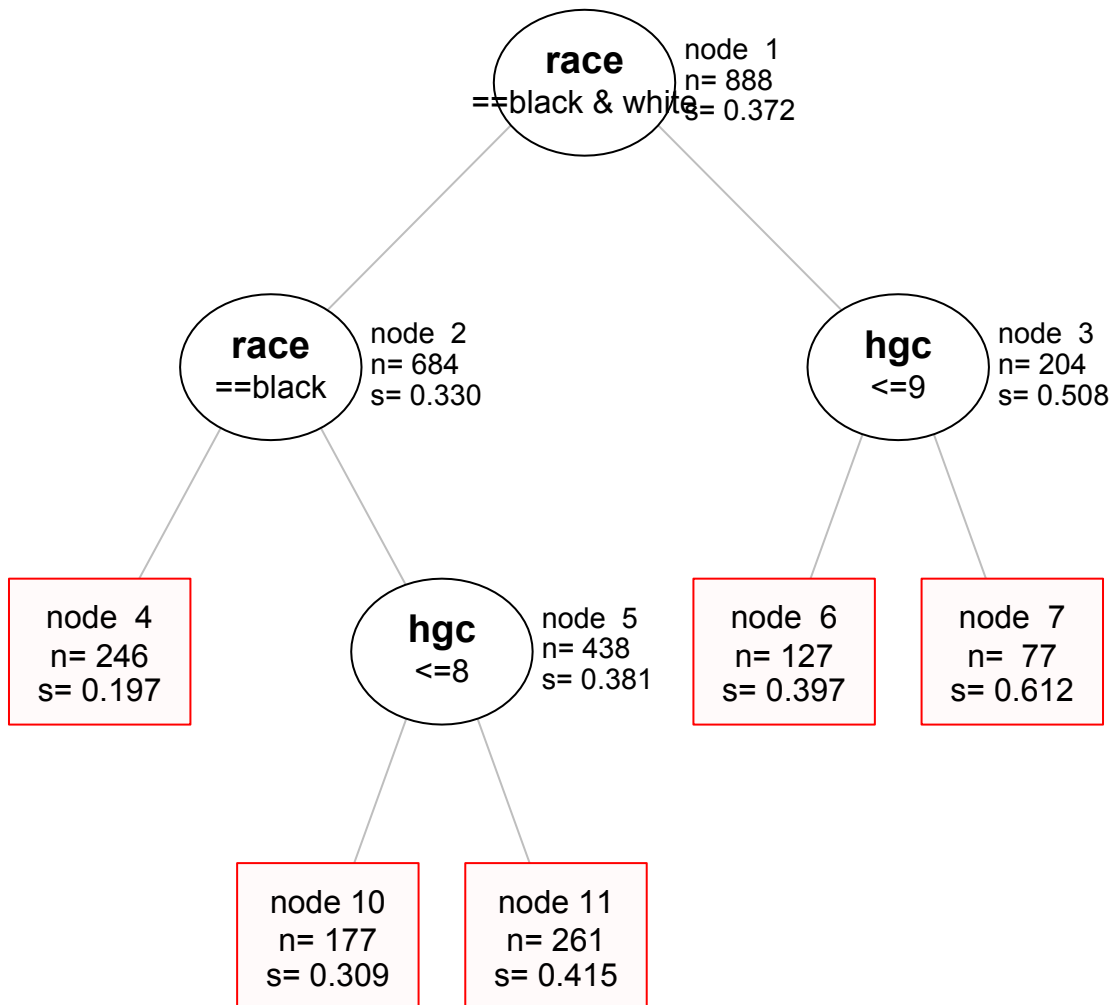 race
==black & white
node  1
n= 888
s= 0.372
race
==black
node  2
n= 684
s= 0.330
hgc
<=9
node  3
n= 204
s= 0.508
node  4
n= 246
s= 0.197
hgc
<=8
node  5
n= 438
s= 0.381
node  6
n= 127
s= 0.397
node  7
n=  77
s= 0.612
node 10
n= 177
s= 0.309
node 11
n= 261
s= 0.415